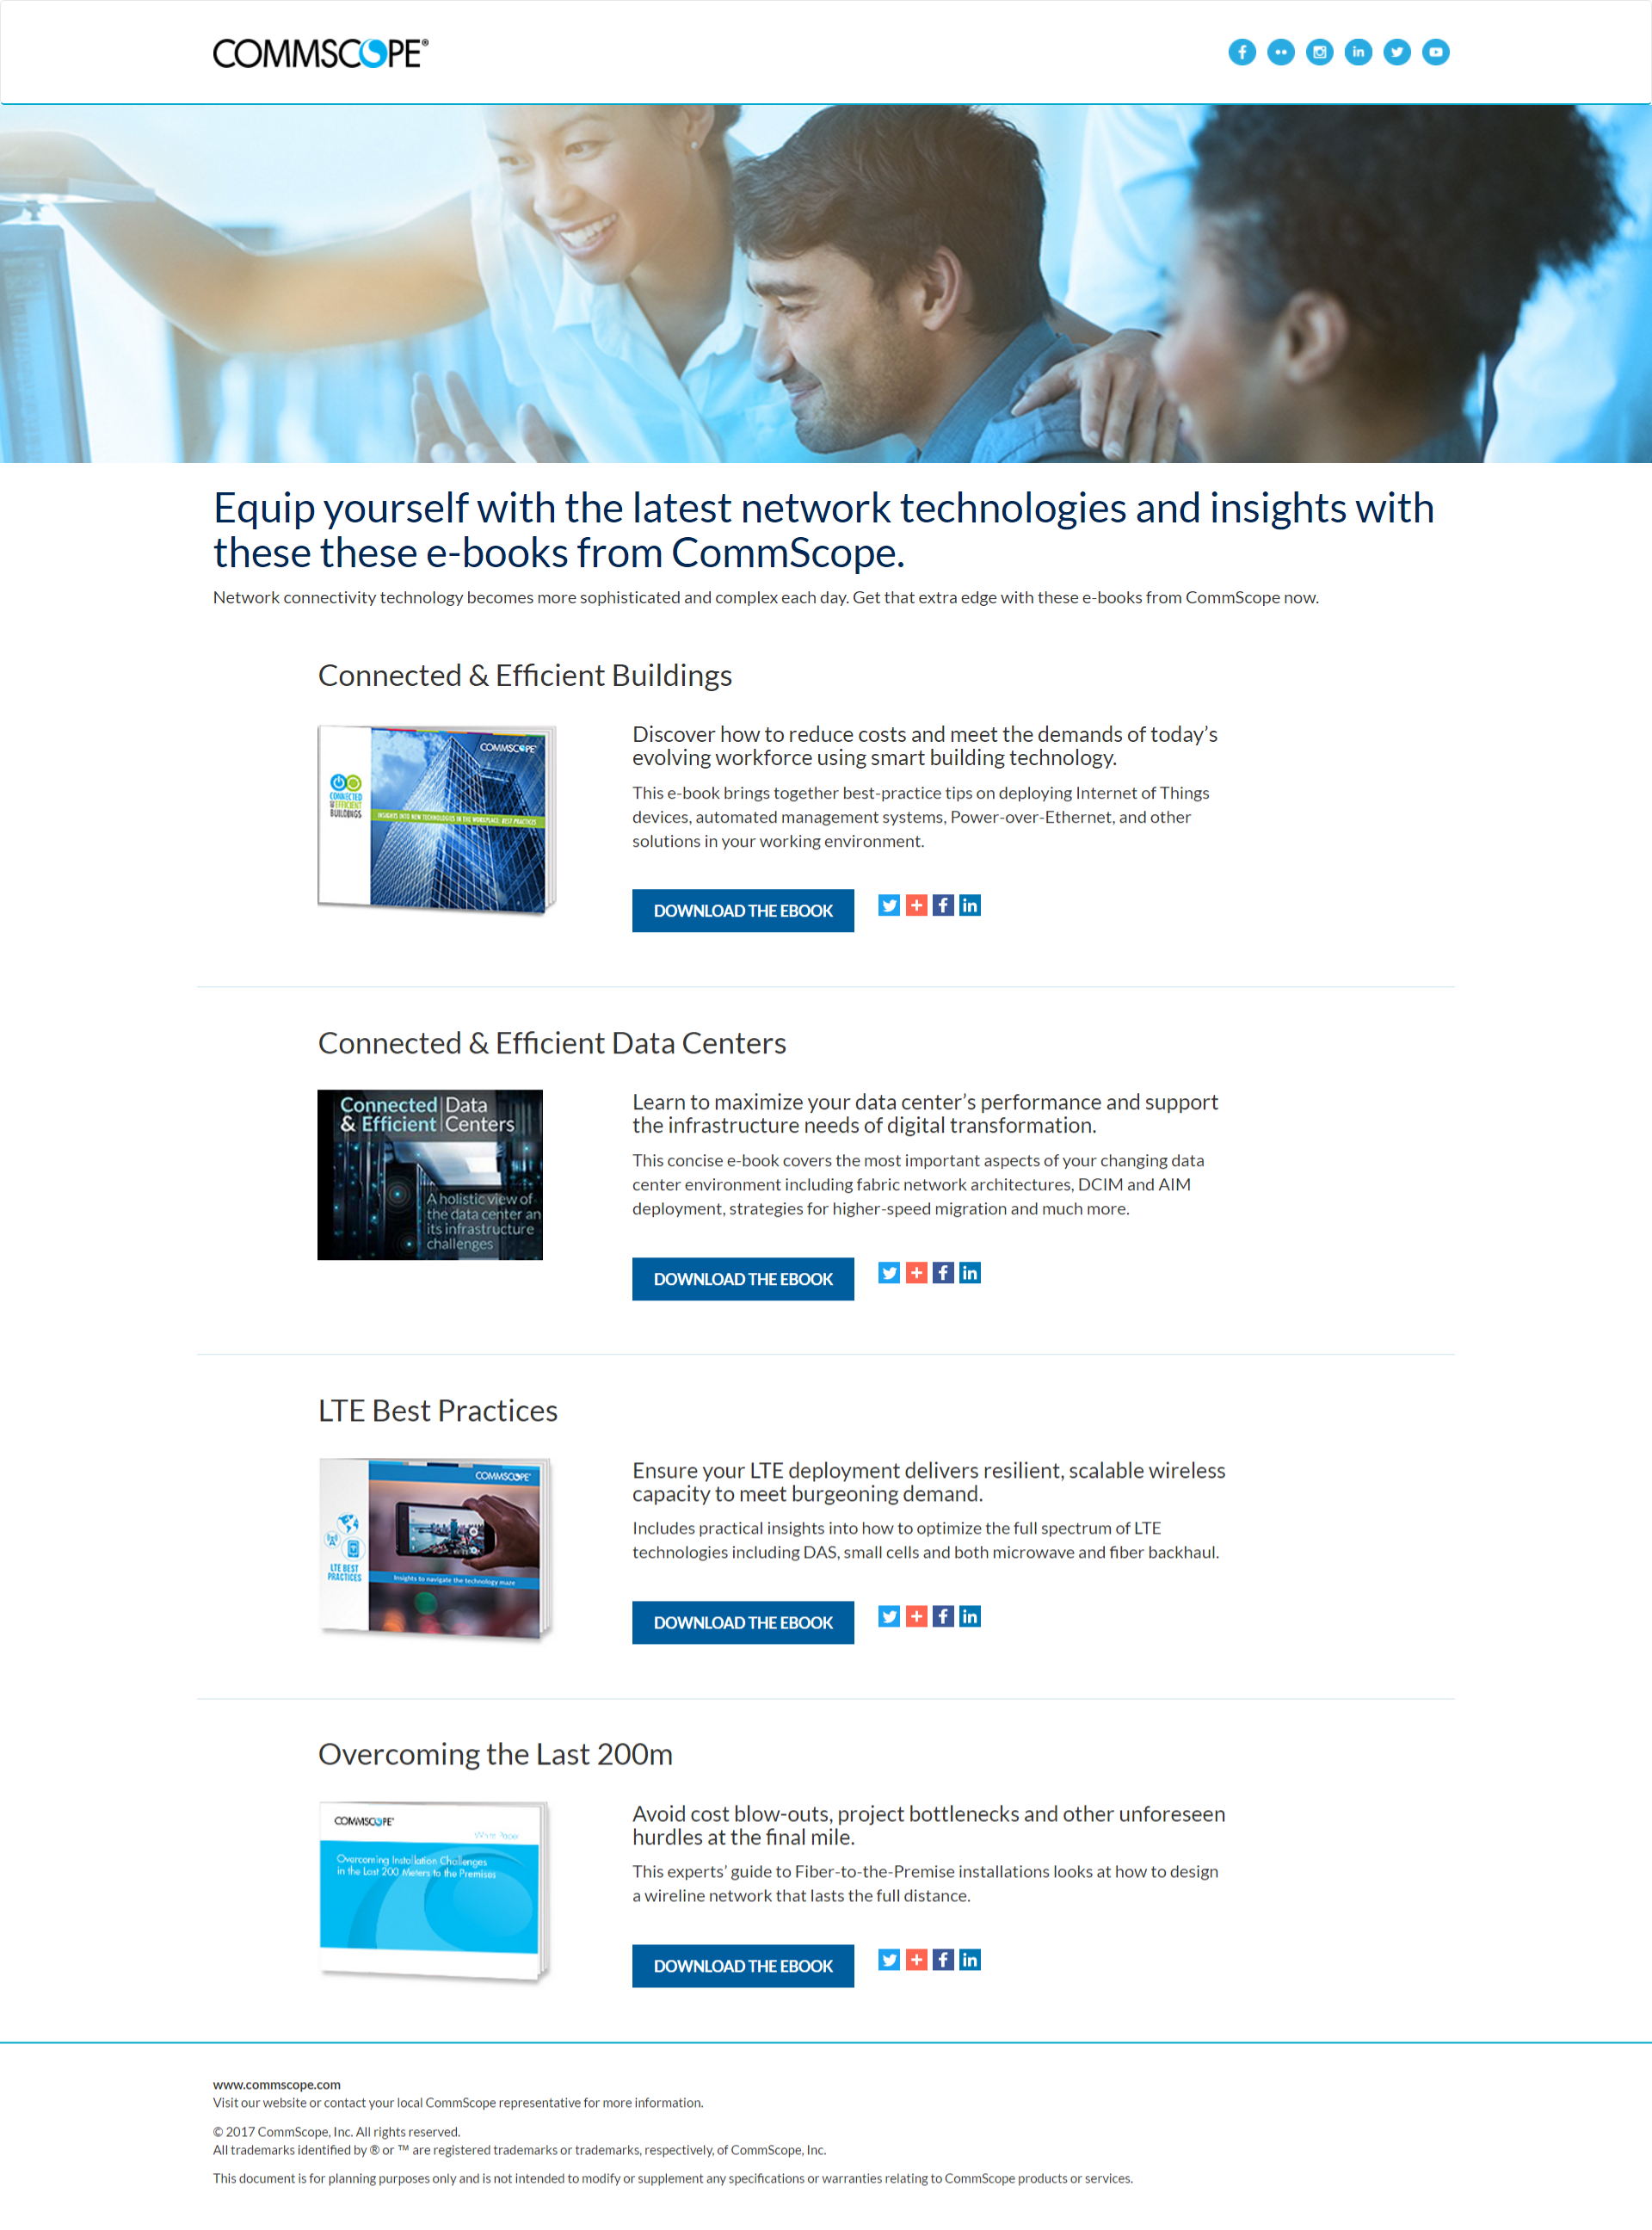 COMMSCOPE®
Equip yourself with the latest network technologies and insights with
these these e-books from CommScope.
Network connectivity technology becomes more sophisticated and complex each day. Get that extra edge with these e-books from CommScope now.
Connected & Efficient Buildings
COMMSCOPE®
CONNECTED
& EFFICIENT
BUILDINGS
INSIGHTS INTO NEW TECHNOLOGIES IN THE WORKPLACE: BEST PRACTICES
Discover how to reduce costs and meet the demands of today’s
evolving workforce using smart building technology.
This e-book brings together best-practice tips on deploying Internet of Things
devices, automated management systems, Power-over-Ethernet, and other
solutions in your working environment.
DOWNLOAD THE EBOOK
Connected & Efficient Data Centers
Connected Data
& Efficient Centers
A holistic view of
the data center an
its infrastructure
challenges
Learn to maximize your data center’s performance and support
the infrastructure needs of digital transformation.
This concise e-book covers the most important aspects of your changing data
center environment including fabric network architectures, DCIM and AIM
deployment, strategies for higher-speed migration and much more.
DOWNLOAD THE EBOOK
LTE Best Practices
COMMSCOPE®
LTE BEST
PRACTICES
Insights to navigate the technology maze
Ensure your LTE deployment delivers resilient, scalable wireless
capacity to meet burgeoning demand.
Includes practical insights into how to optimize the full spectrum of LTE
technologies including DAS, small cells and both microwave and fiber backhaul.
DOWNLOAD THE EBOOK
Overcoming the Last 200m
COMMSCOPE®
White Paper
Overcoming Installation Challenges
in the Last 200 Meters to the Premises
Avoid cost blow-outs, project bottlenecks and other unforeseen
hurdles at the final mile.
This experts’ guide to Fiber-to-the-Premise installations looks at how to design
a wireline network that lasts the full distance.
DOWNLOAD THE EBOOK
www.commscope.com
Visit our website or contact your local CommScope representative for more information.
© 2017 CommScope, Inc. All rights reserved.
All trademarks identified by ® or ™ are registered trademarks or trademarks, respectively, of CommScope, Inc.
This document is for planning purposes only and is not intended to modify or supplement any specifications or warranties relating to CommScope products or services.